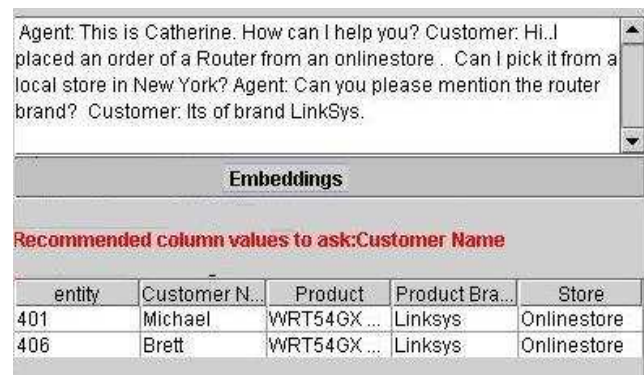 Agent: This is Catherine. How can I help you? Customer: Hi..I
placed an order of a Router from an onlinestore . Can I pick it from a
local store in New York? Agent: Can you please mention the router
brand? Customer: Its of brand LinkSys.
Embeddings
Recommended column values to ask:Customer Name
entity Customer N... Product Product Bra... Store
401 Michael WRT54GX ... Linksys Onlinestore
406 Brett WRT54GX ... Linksys Onlinestore